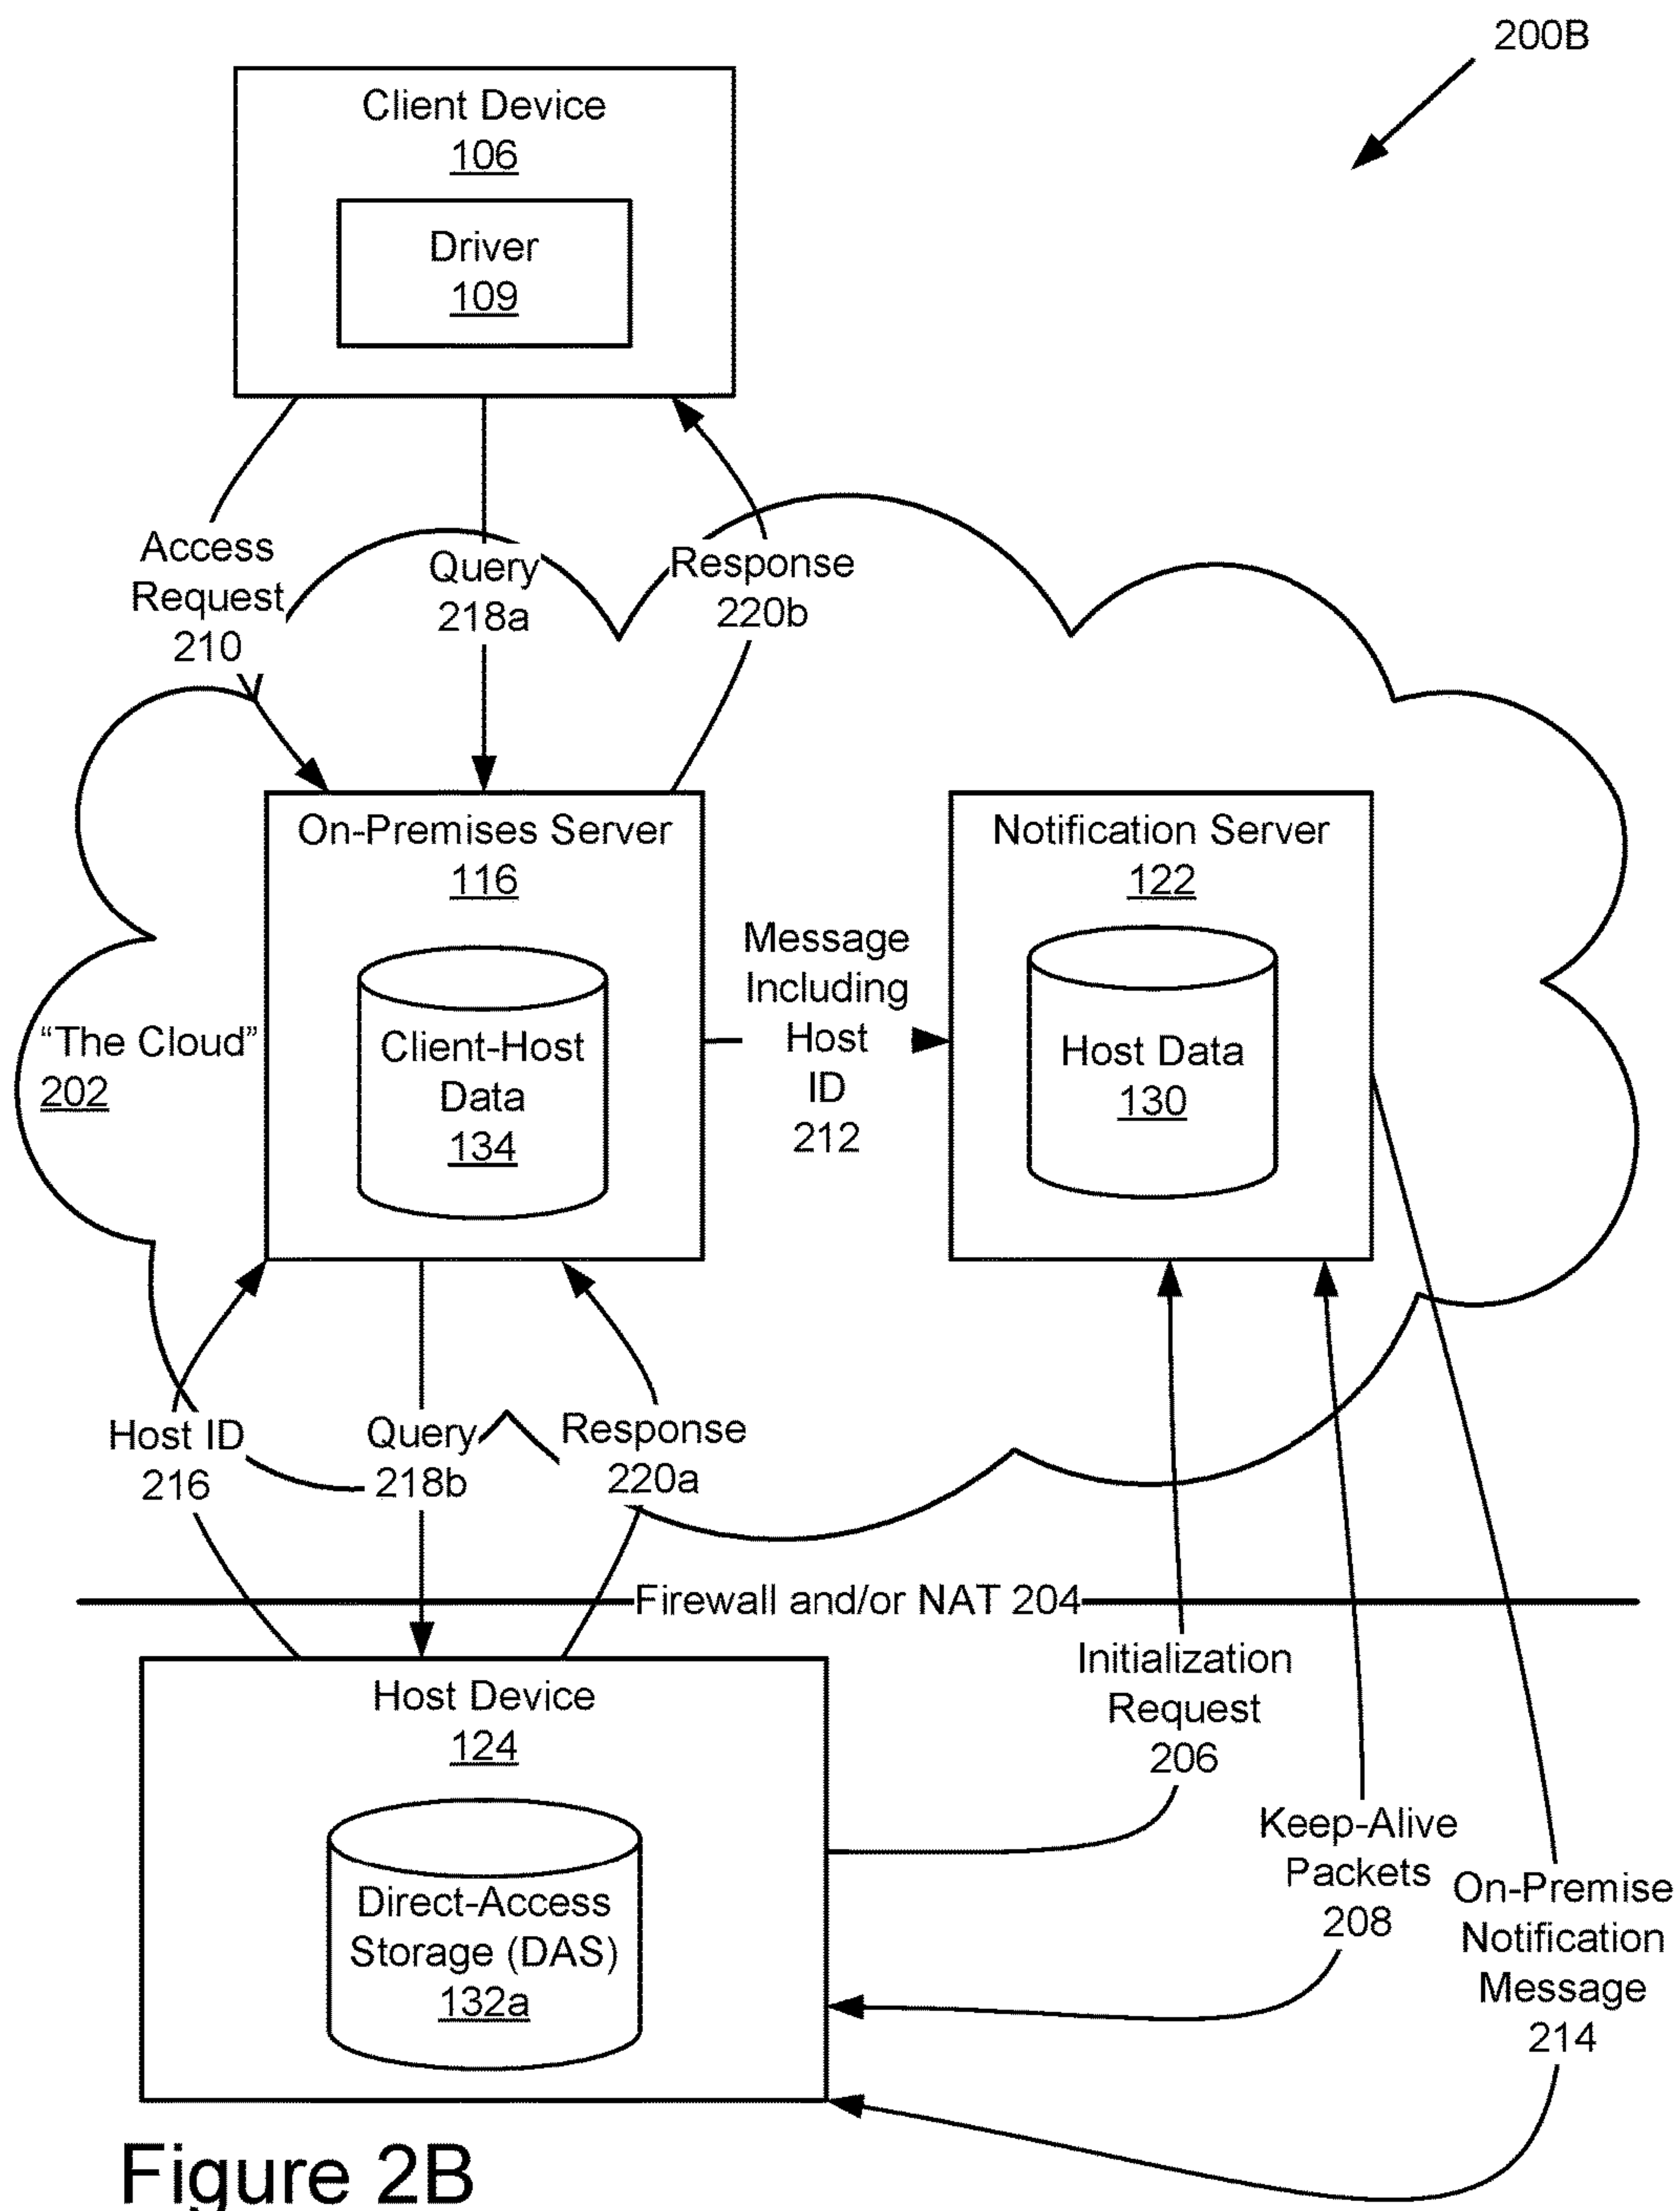 200B
Client Device
106
Driver
109
Access
Request
210
Query
218a
Response
220b
On-Premises Server
116
Client-Host
Data
134
Message
Including
Host
ID
212
Notification Server
122
Host Data
130
“The Cloud”
202
Host ID
216
Query
218b
Response
220a
Firewall and/or NAT 204
Initialization
Request
206
Keep-Alive
Packets
208
On-Premise
Notification
Message
214
Host Device
124
Direct-Access
Storage (DAS)
132a
Figure 2B